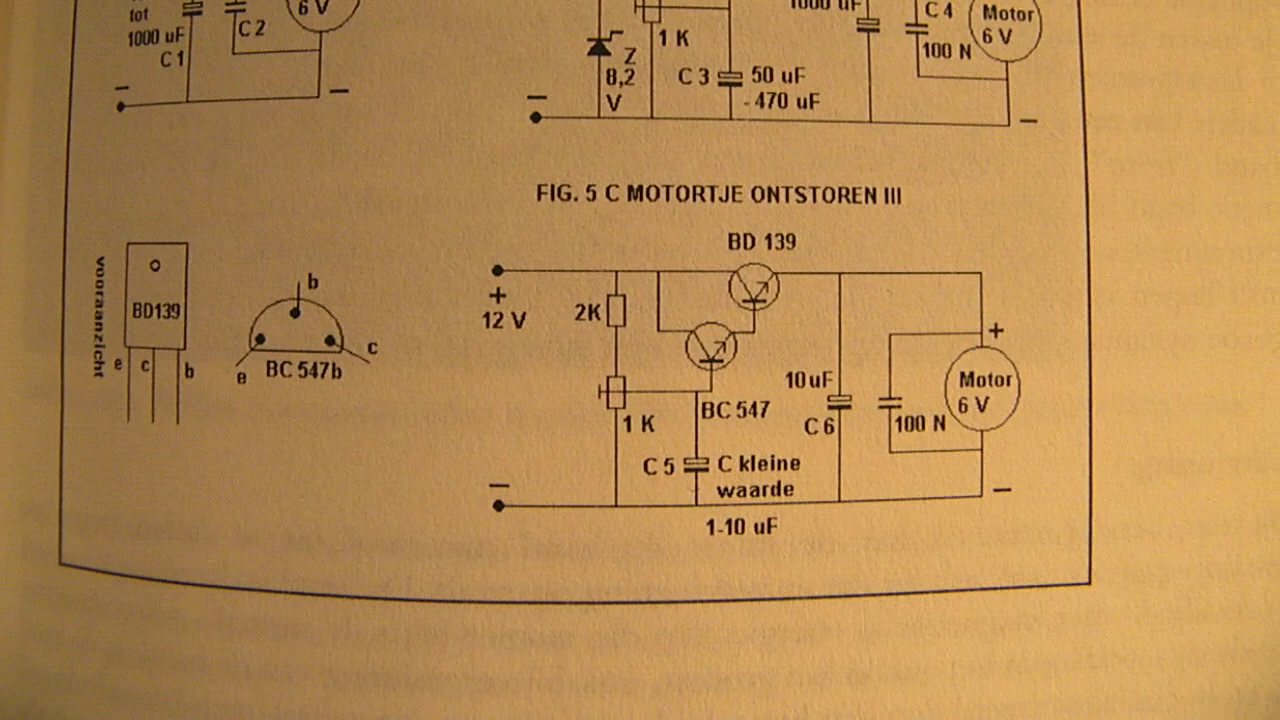 tot
1000 uF
C 1
C 2
6 V
1 K
Z
8,2
V
C 3
50 uF
- 470 uF
1000 uF
C 4
100 N
Motor
6 V
FIG. 5 C MOTORTJE ONTSTOREN III
vooraanzicht
BD139
e
c
b
b
e
c
BC 547b
BD 139
+
12 V
2K
1 K
BC 547
C 5
C kleine
waarde
1-10 uF
10 uF
C 6
100 N
+
Motor
6 V